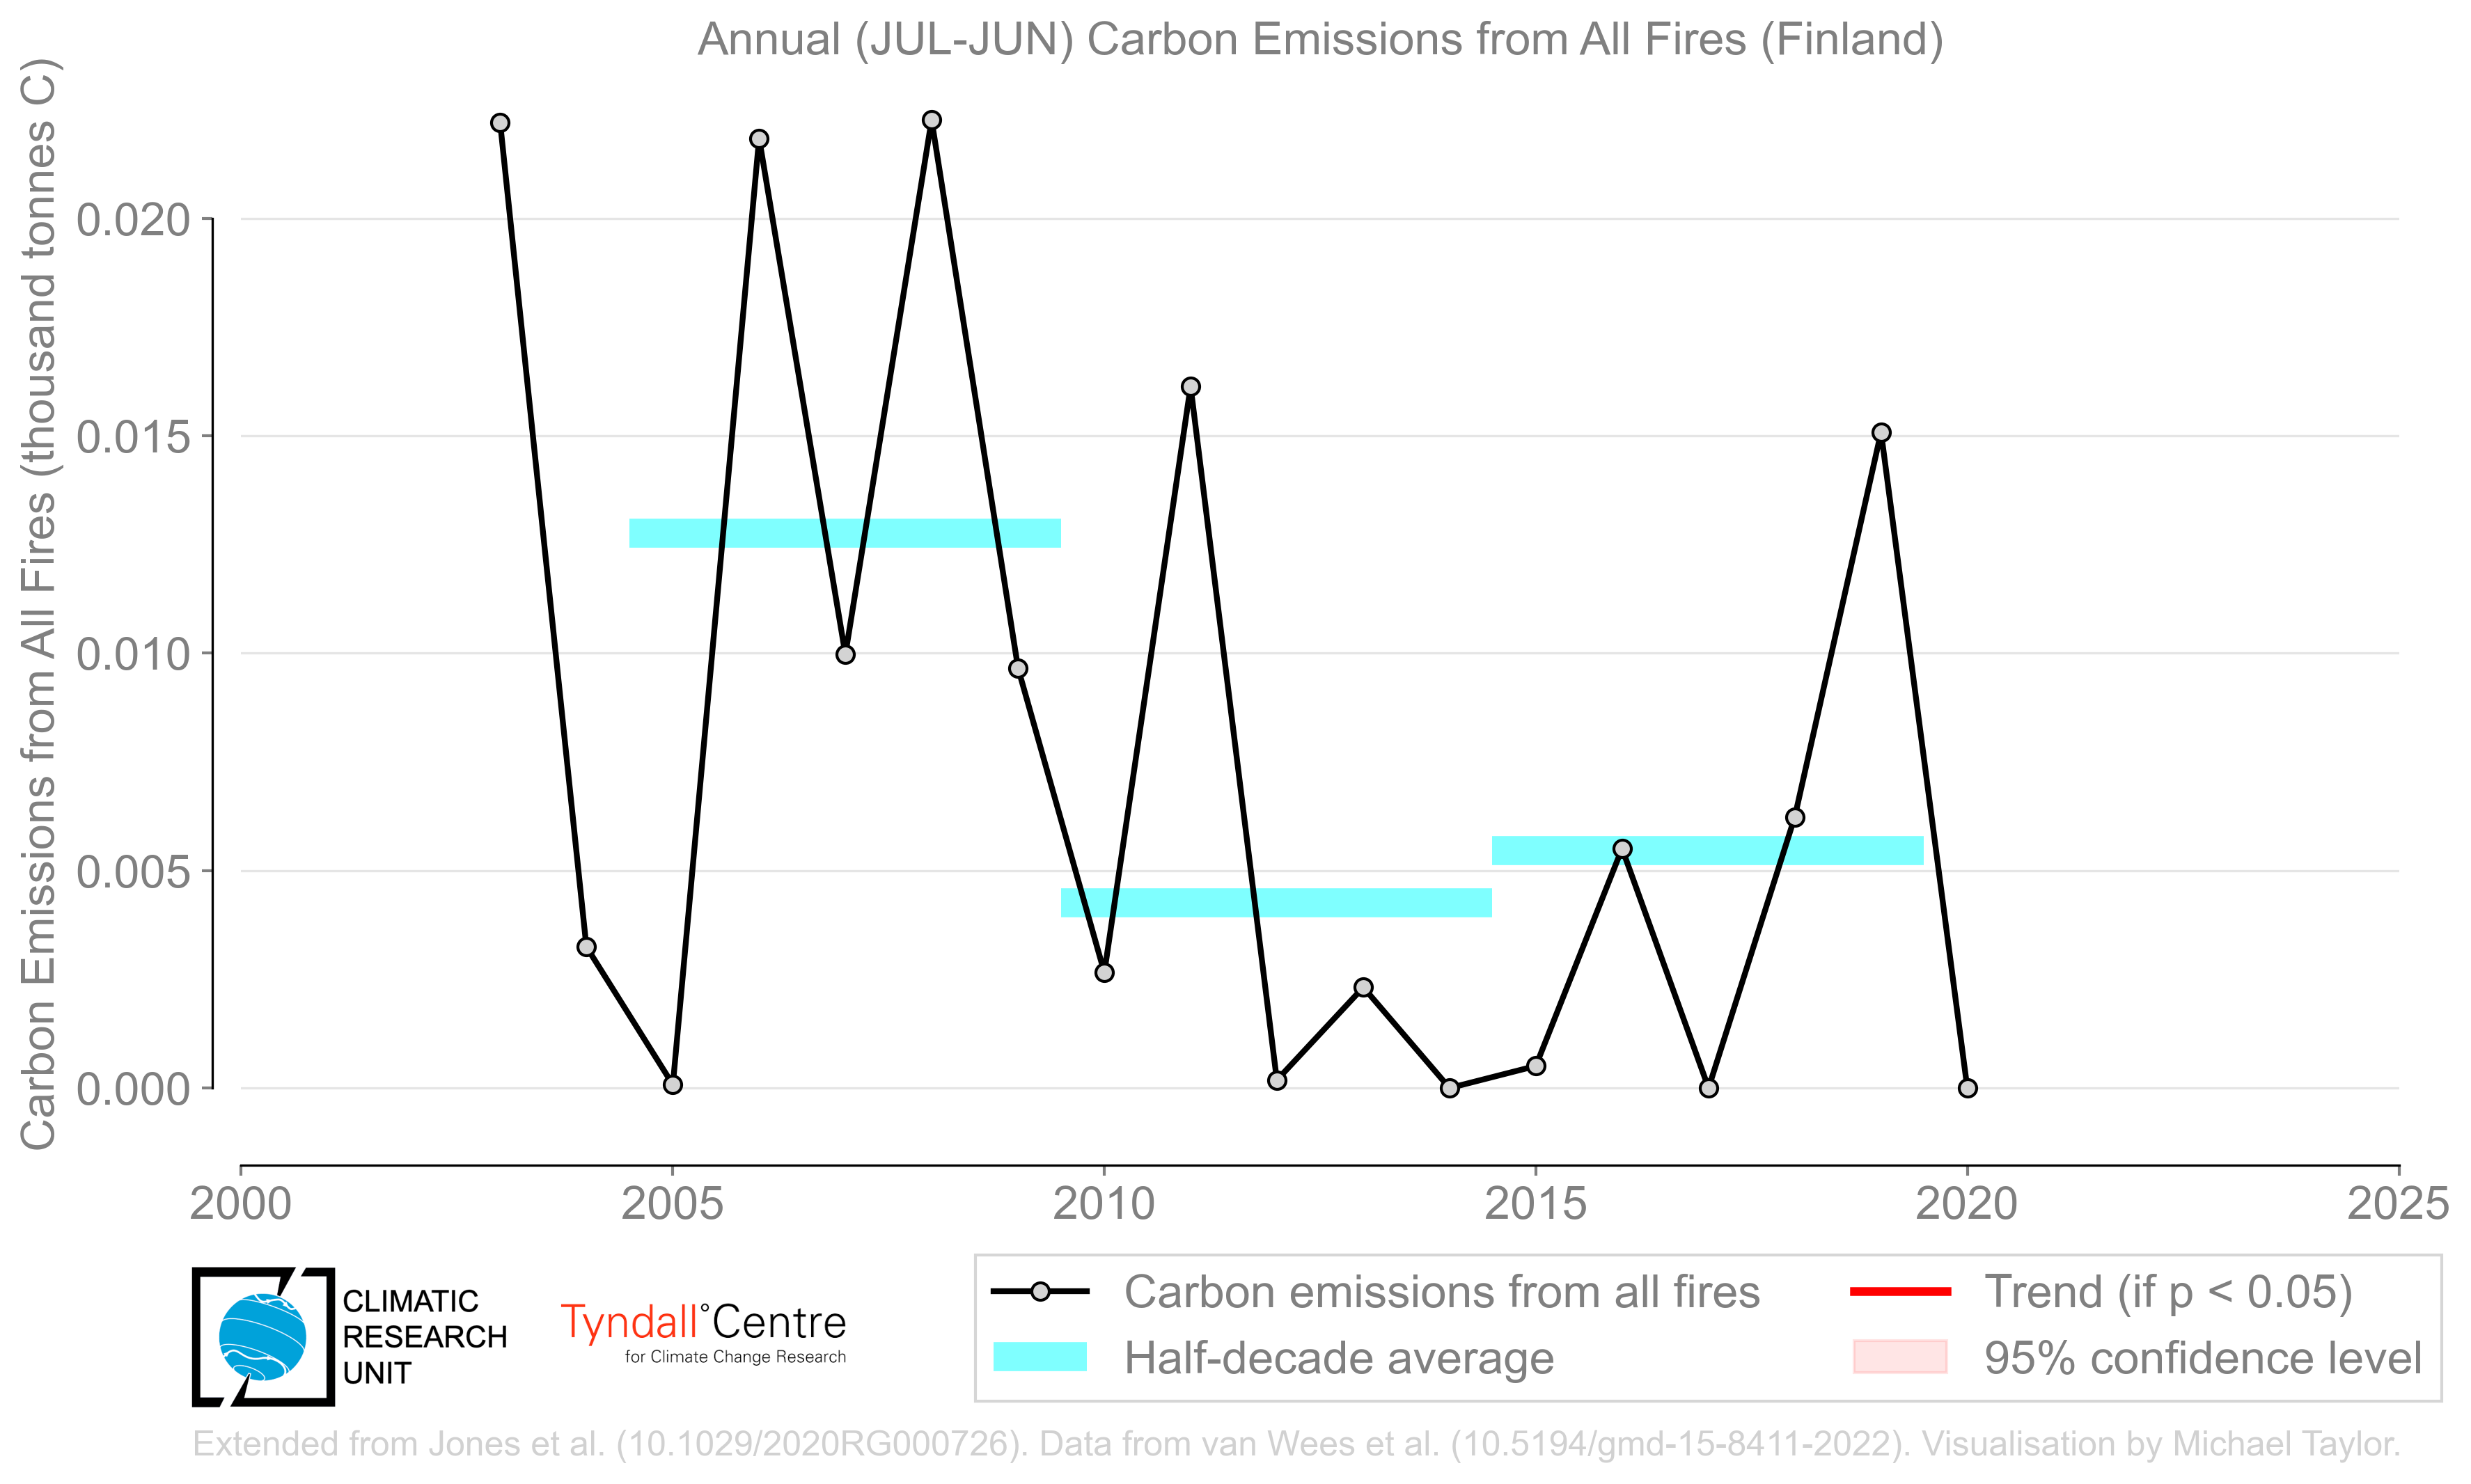 Annual (JUL-JUN) Carbon Emissions from All Fires (Finland)
Carbon Emissions from All Fires (thousand tonnes C)
0.020
0.015
0.010
0.005
0.000
2000 2005 2010 2015 2020 2025
CLIMATIC
RESEARCH
UNIT
Tyndall°Centre
for Climate Change Research
Carbon emissions from all fires
Half-decade average
Trend (if p < 0.05)
95% confidence level
Extended from Jones et al. (10.1029/2020RG000726). Data from van Wees et al. (10.5194/gmd-15-8411-2022). Visualisation by Michael Taylor.